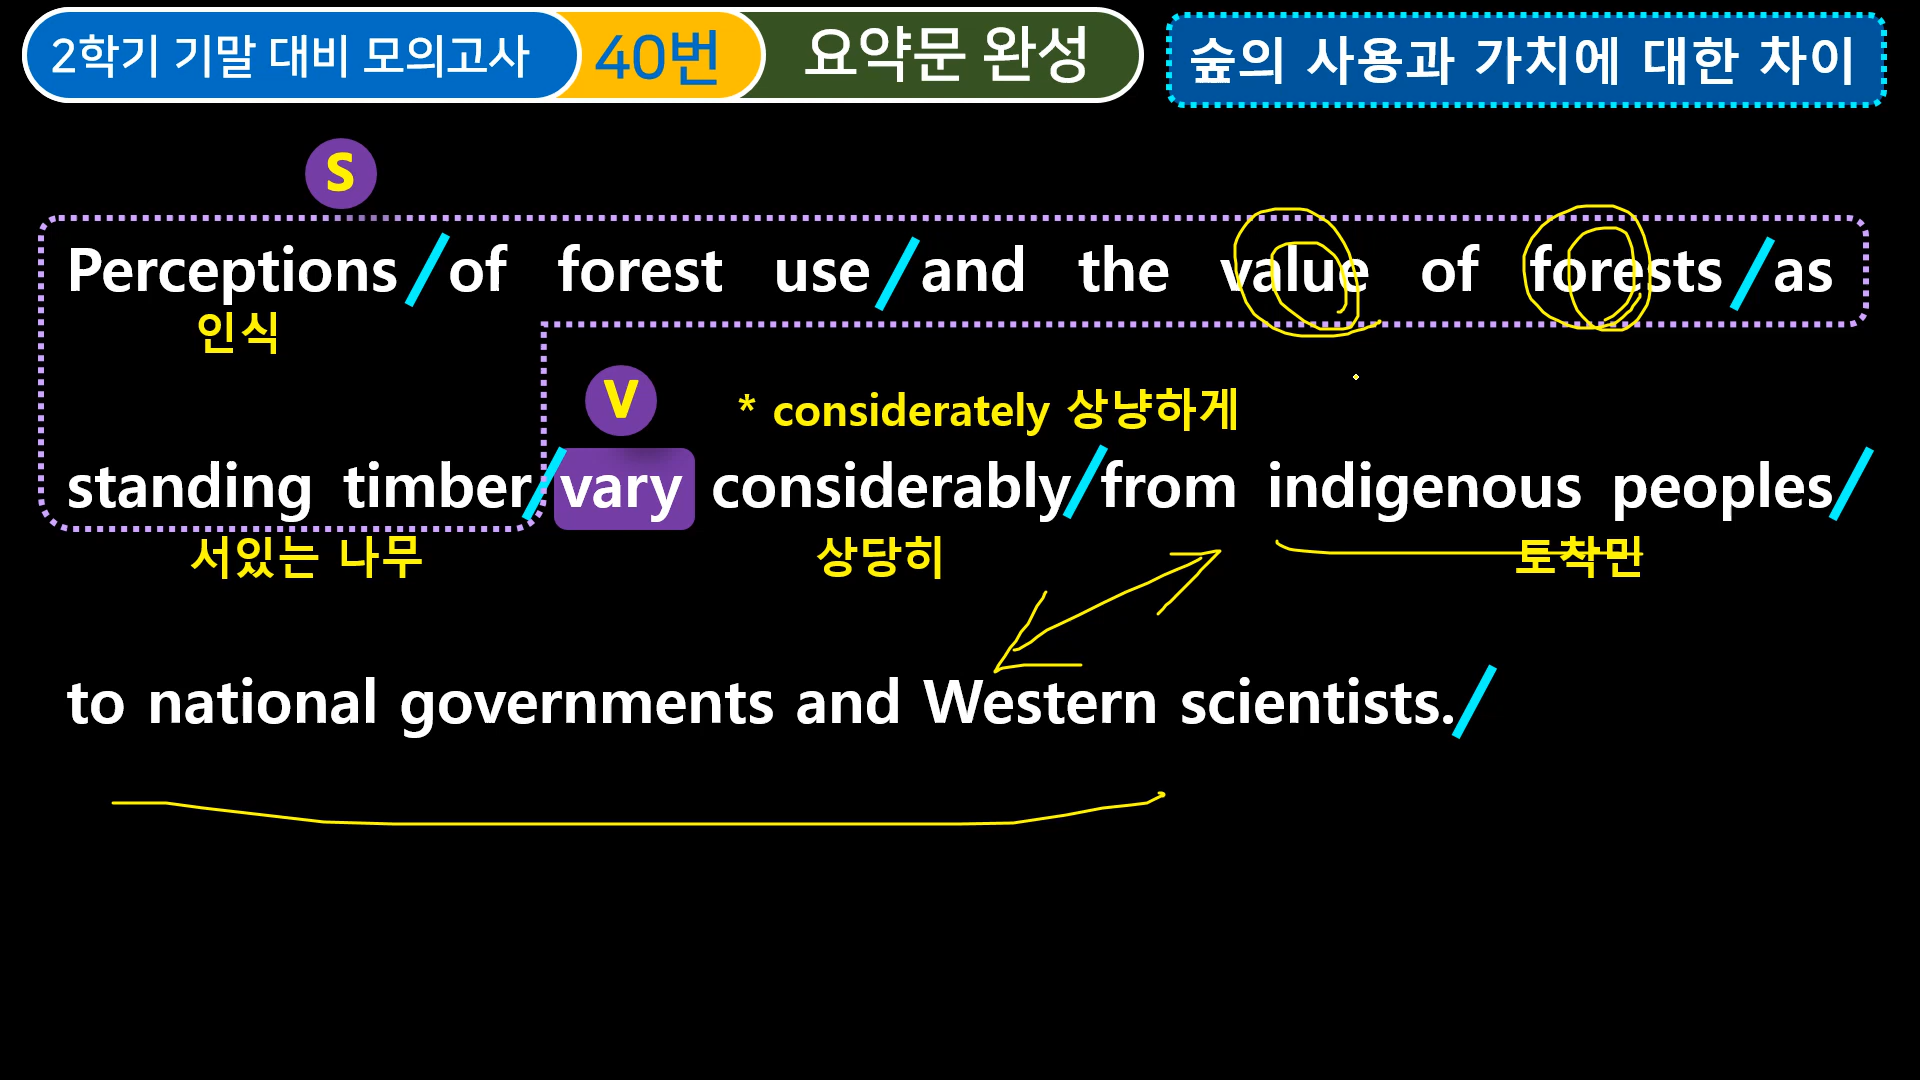 2학기 기말 대비 모의고사 40번 요약문 완성 숲의 사용과 가치에 대한 차이
S
Perceptions / of forest use / and the value of forests / as
인식
V * considerately 상냥하게
standing timber / vary considerably / from indigenous peoples /
서있는 나무 상당히 토착민
to national governments and Western scientists. /